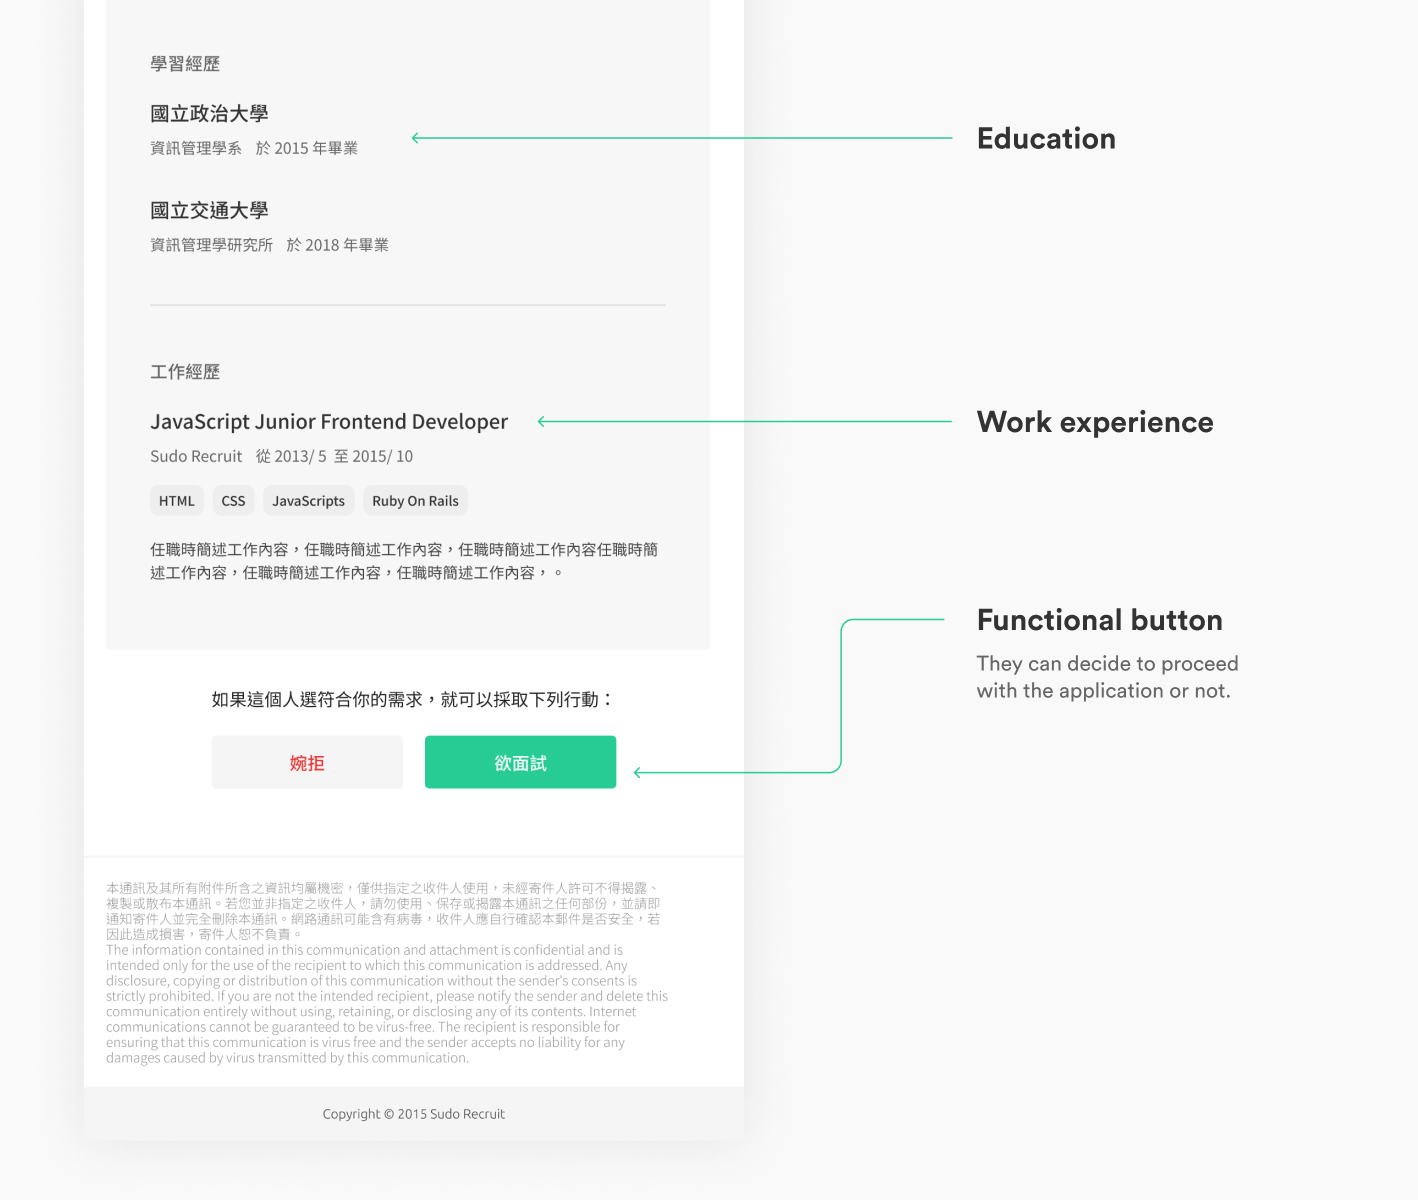 學習經歷
國立政治大學
資訊管理學系 於 2015 年畢業
Education
國立交通大學
資訊管理學研究所 於 2018 年畢業
工作經歷
JavaScript Junior Frontend Developer
Work experience
Sudo Recruit 從 2013/ 5 至 2015/ 10
HTML CSS JavaScripts Ruby On Rails
任職時簡述工作內容，任職時簡述工作內容，任職時簡述工作內容任職時簡
述工作內容，任職時簡述工作內容，任職時簡述工作內容，。
Functional button
They can decide to proceed
with the application or not.
如果這個人選符合你的需求，就可以採取下列行動：
婉拒 欲面試
本通訊及其所有附件所含之資訊均屬機密，僅供指定之收件人使用，未經寄件人許可不得揭露、
複製或散布本通訊。若您並非指定之收件人，請勿使用、保存或揭露本通訊之任何部份，並請即
通知寄件人並完全刪除本通訊。網路通訊可能含有病毒，收件人應自行確認本郵件是否安全，若
因此造成損害，寄件人恕不負責。
The information contained in this communication and attachment is confidential and is
intended only for the use of the recipient to which this communication is addressed. Any
disclosure, copying or distribution of this communication without the sender's consents is
strictly prohibited. If you are not the intended recipient, please notify the sender and delete this
communication entirely without using, retaining, or disclosing any of its contents. Internet
communications cannot be guaranteed to be virus-free. The recipient is responsible for
ensuring that this communication is virus free and the sender accepts no liability for any
damages caused by virus transmitted by this communication.
Copyright © 2015 Sudo Recruit